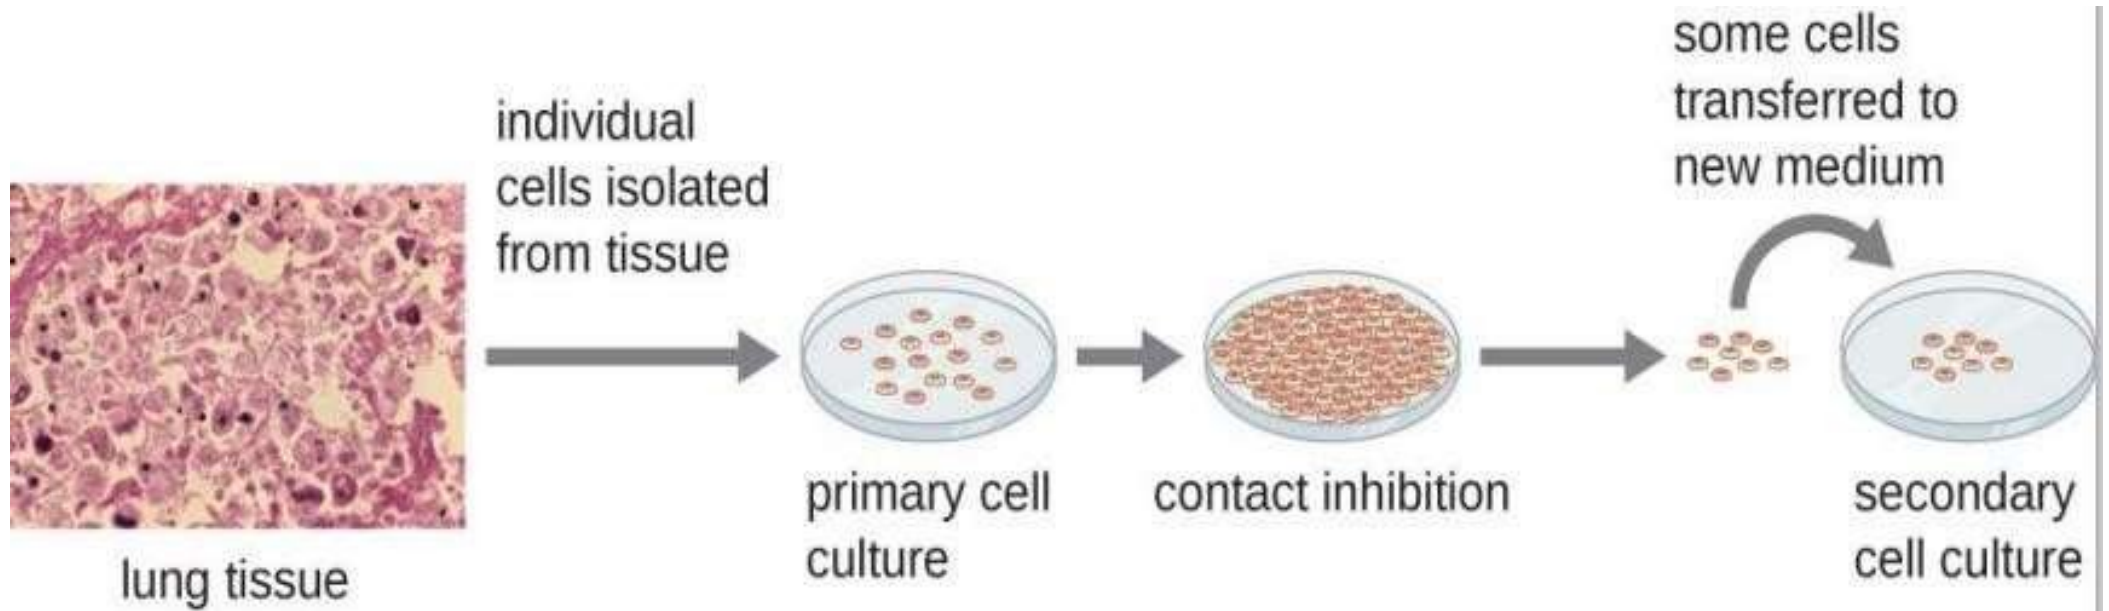 lung tissue
individual
cells isolated
from tissue
primary cell
culture
contact inhibition
some cells
transferred to
new medium
secondary
cell culture